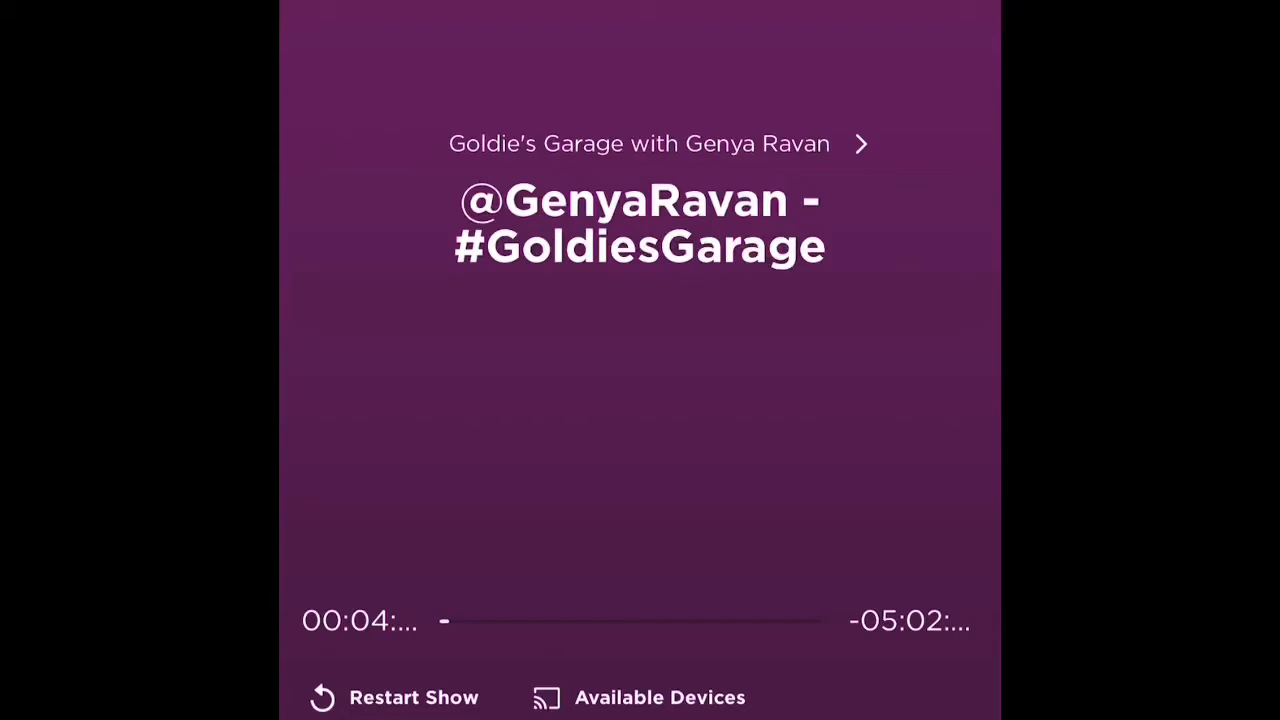 Goldie's Garage with Genya Ravan
@GenyaRavan -
#GoldiesGarage
00:04:... -05:02:...
Restart Show Available Devices